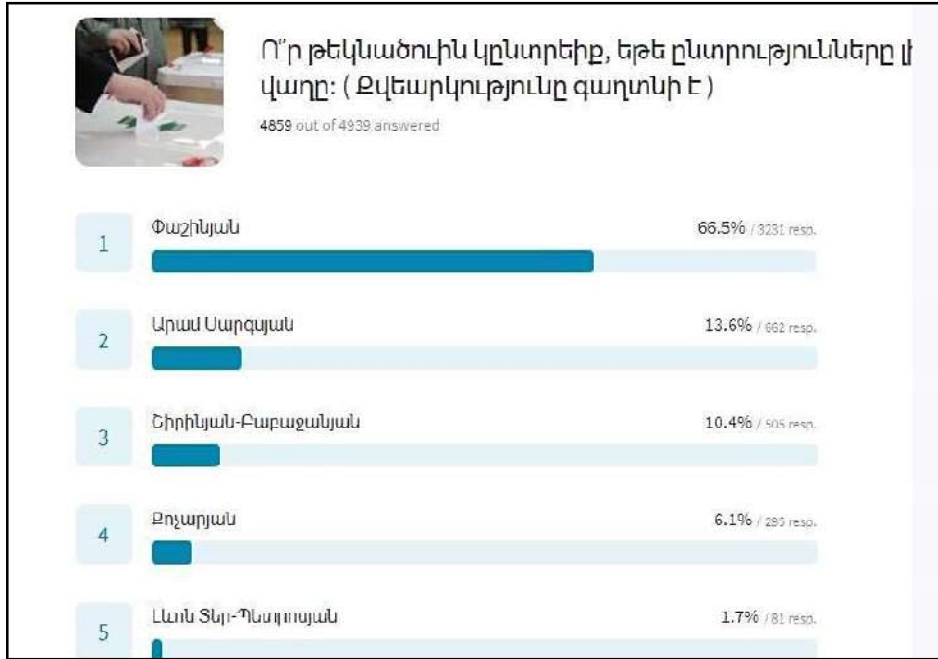 Ո՞ր թեկնածուին կընտրեիք, եթե ընտրությունները լի
վաղը։ ( Քվեարկությունը գաղտնի է )
4859 out of 4939 answered
1
Փաշինյան
66.5% / 3231 resp.
2
Արամ Սարգսյան
13.6% / 662 resp.
3
Շիրինյան-Բաբաջանյան
10.4% / 505 resp.
4
Քոչարյան
6.1% / 295 resp.
5
Լևոն Տեր-Պետրոսյան
1.7% / 81 resp.